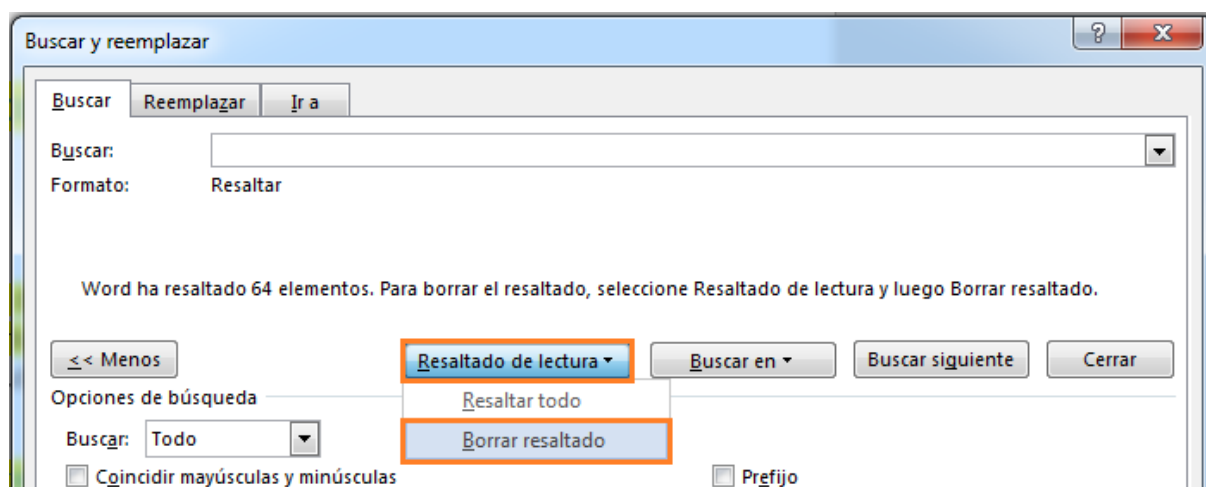 Buscar y reemplazar
Buscar Reemplazar Ir a
Buscar:
Formato: Resaltar
Word ha resaltado 64 elementos. Para borrar el resaltado, seleccione Resaltado de lectura y luego Borrar resaltado.
<< Menos Resaltado de lectura Buscar en Buscar siguiente Cerrar
Opciones de búsqueda Resaltar todo
Buscar: Todo Borrar resaltado
Coincidir mayúsculas y minúsculas Prefijo